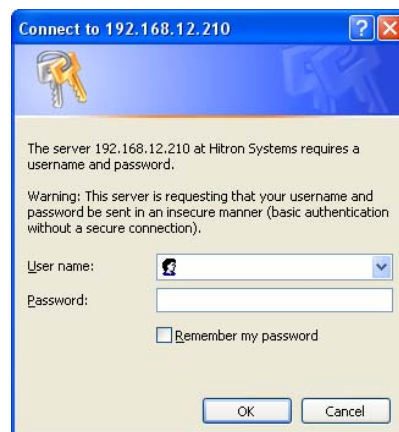 Connect to 192.168.12.210
The server 192.168.12.210 at Hitron Systems requires a
username and password.
Warning: This server is requesting that your username and
password be sent in an insecure manner (basic authentication
without a secure connection).
User name:
Password:
Remember my password
OK
Cancel